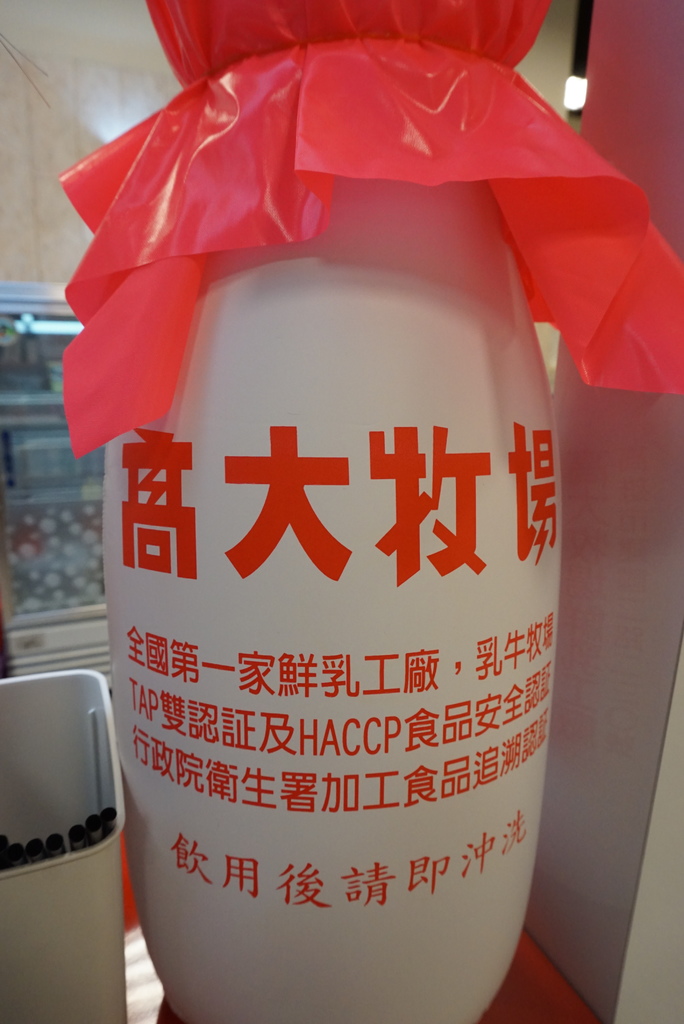 高大牧場
全國第一家鮮乳工廠，乳牛牧場
TAP雙認証及HACCP食品安全認証
行政院衛生署加工食品追溯認証
飲用後請即沖洗